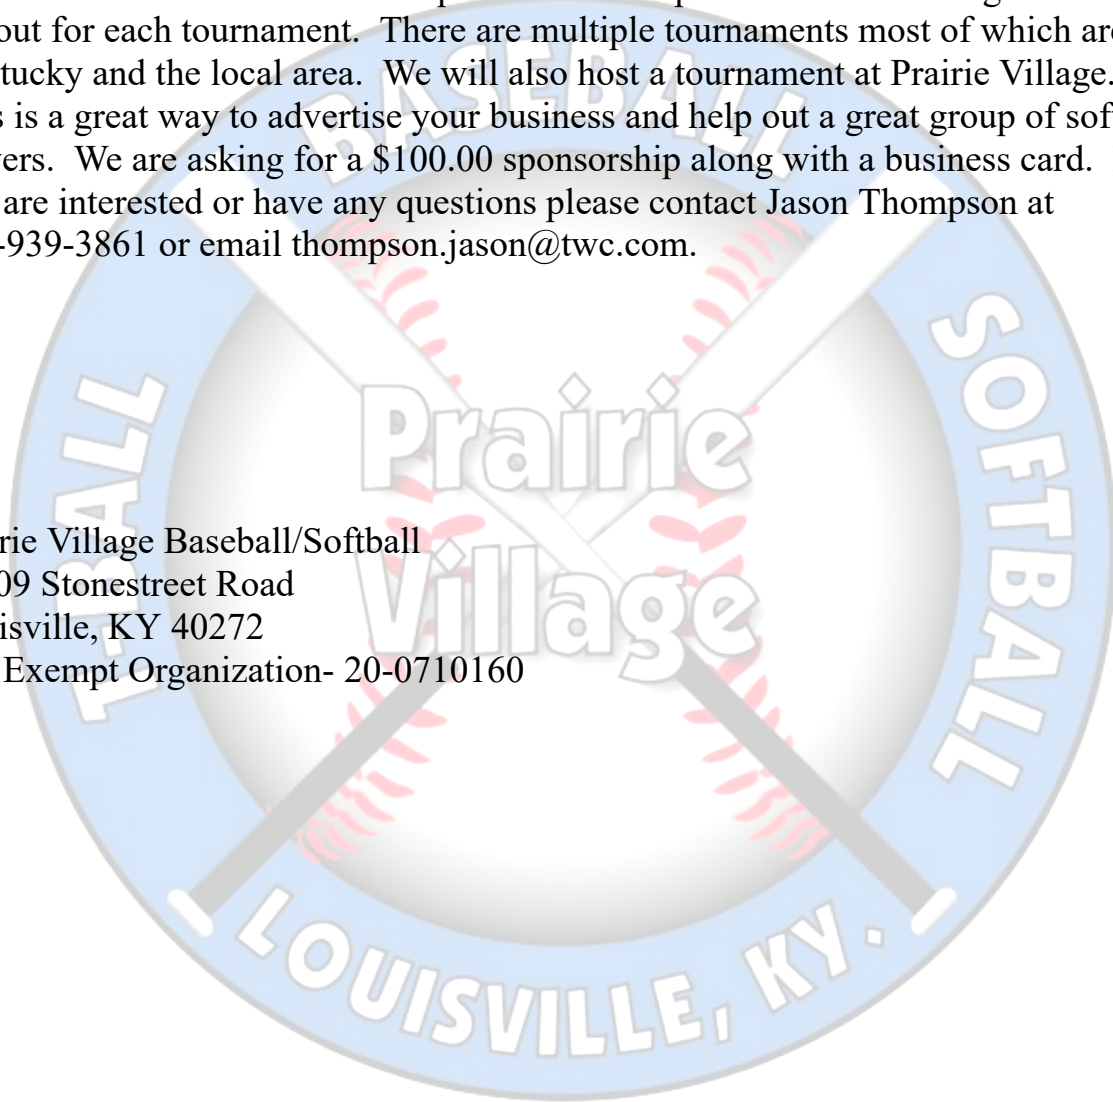 out for each tournament.  There are multiple tournaments most of which are
tucky and the local area.  We will also host a tournament at Prairie Village.
s is a great way to advertise your business and help out a great group of sof
ers.  We are asking for a $100.00 sponsorship along with a business card.
are interested or have any questions please contact Jason Thompson at
-939-3861 or email thompson.jason@twc.com.
BASEBALL
T-BALL
SOFTBALL
Prairie
Village
rie Village Baseball/Softball
09 Stonestreet Road
isville, KY 40272
Exempt Organization- 20-0710160
LOUISVILLE, KY.